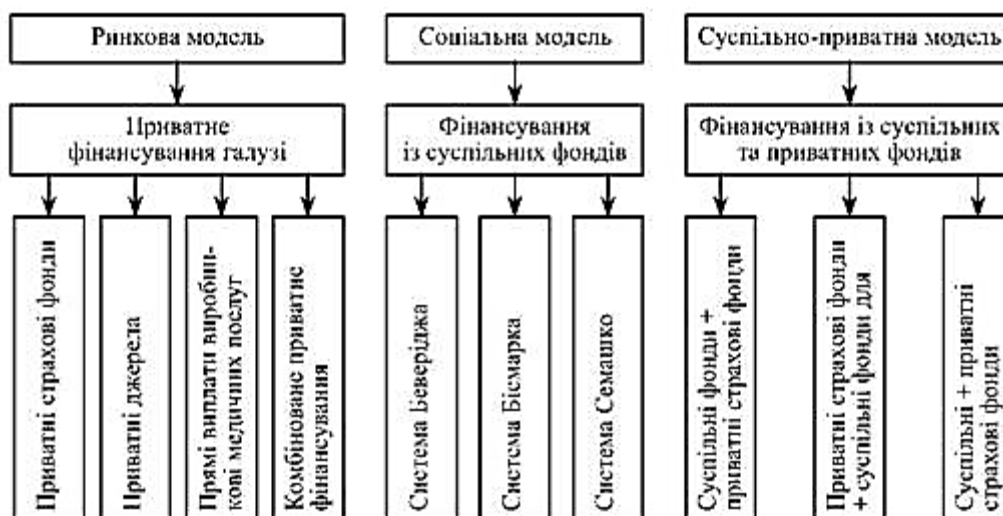 Ринкова модель
Соціальна модель
Суспільно-приватна модель
Приватне
фінансування галузі
Фінансування
із суспільних фондів
Фінансування із суспільних
та приватних фондів
Приватні страхові фонди
Приватні джерела
Прямі виплати виробни-
кові медичних послуг
Комбіноване приватне
фінансування
Система Беверіджа
Система Бісмарка
Система Семашко
Суспільні фонди +
приватні страхові фонди
Приватні страхові фонди
+ суспільні фонди для
Суспільні + приватні
страхові фонди